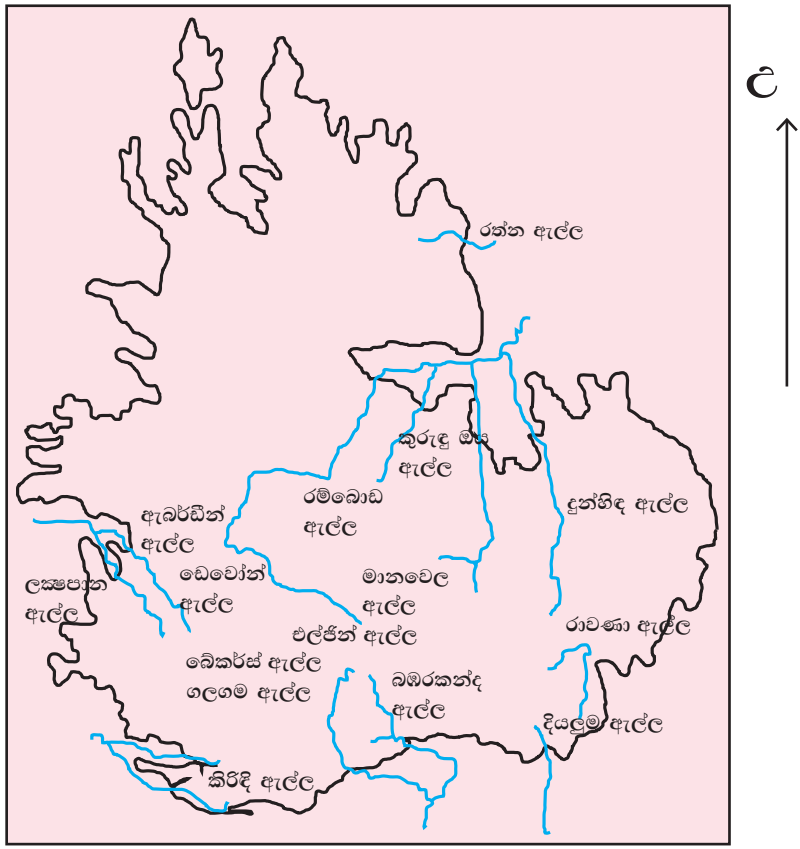 උ
රත්න ඇල්ල
කුරුඳු ඔය
ඇල්ල
රම්බොඩ
ඇල්ල
දුන්හිඳ ඇල්ල
ඇබර්ඩීන්
ඇල්ල
ලක්‍ෂපාන
ඇල්ල
ඩෙවෝන්
ඇල්ල
මානවෙල
ඇල්ල
රාවණා ඇල්ල
එල්ජින් ඇල්ල
බේකර්ස් ඇල්ල
ගලගම ඇල්ල
බඹරකන්ද
ඇල්ල
දියලුම ඇල්ල
කිරිඳි ඇල්ල